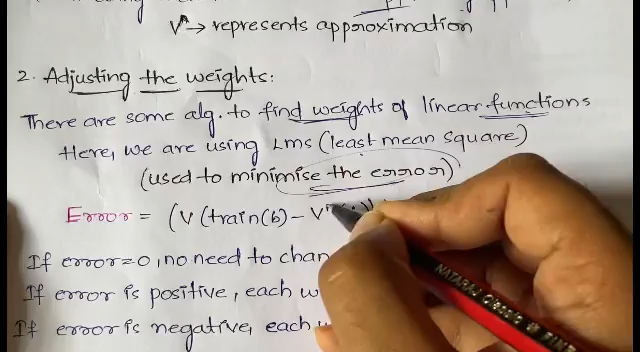 V^ → represents approximation
2. Adjusting the weights:
There are some alg. to find weights of linear functions
Here, we are using Lms (least mean square)
(used to minimise the error)
Error = (V (train(b) - V^
If error=0, no need to chan
If error is positive, each w
If error is negative, each
NATARAJ Classic